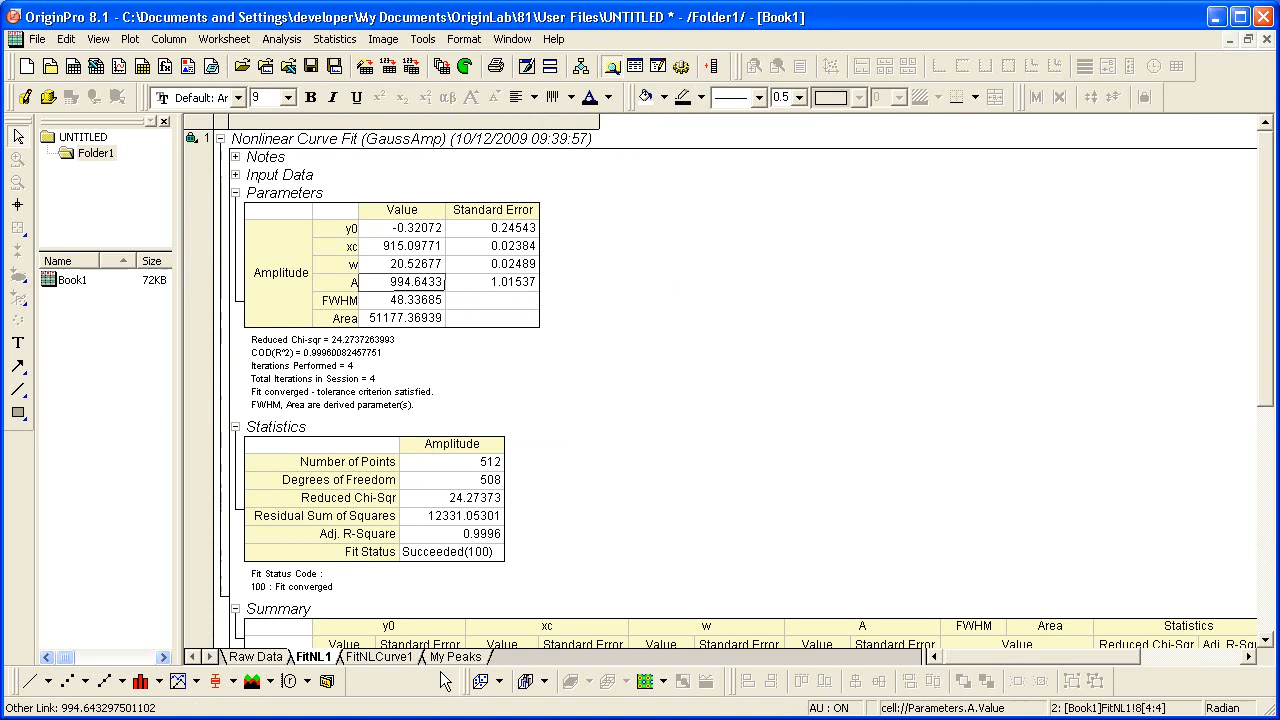 OriginPro 8.1 - C:\Documents and Settings\developer\My Documents\OriginLab\81\User Files\UNTITLED * - /Folder1/ - [Book1]
File Edit View Plot Column Worksheet Analysis Statistics Image Tools Format Window Help
Default: Ar 9 B I U 0.5 0
UNTITLED
Folder1
Name Size
Book1 72KB
1
Nonlinear Curve Fit (GaussAmp) (10/12/2009 09:39:57)
Notes
Input Data
Parameters
Value Standard Error
y0 -0.32072 0.24543
xc 915.09771 0.02384
w 20.52677 0.02489
Amplitude
A 994.6433 1.01537
FWHM 48.33685
Area 51177.36939
Reduced Chi-sqr = 24.2737263993
COD(R^2) = 0.99960082457751
Iterations Performed = 4
Total Iterations in Session = 4
Fit converged - tolerance criterion satisfied.
FWHM, Area are derived parameter(s).
Statistics
Amplitude
Number of Points 512
Degrees of Freedom 508
Reduced Chi-Sqr 24.27373
Residual Sum of Squares 12331.05301
Adj. R-Square 0.9996
Fit Status Succeeded(100)
Fit Status Code :
100 : Fit converged
Summary
y0 xc w A FWHM Area Statistics
Value Standard Error Value Standard Error Value Standard Error Value Standard Error Value Reduced Chi-Sqr
Raw Data FitNL1 FitNLCurve1 My Peaks
Other Link: 994.643297501102 AU : ON cell://Parameters.A.Value 2: [Book1]FitNL1!8[4:4] Radian